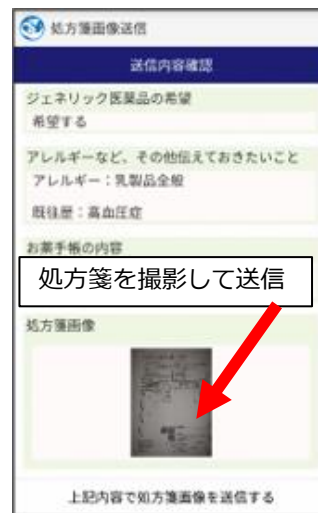 処方箋画像送信
送信内容確認
ジェネリック医薬品の希望
希望する
アレルギーなど、その他伝えておきたいこと
アレルギー：乳製品全般
既往歴：高血圧症
お薬手帳の内容
処方箋を撮影して送信
処方箋画像
上記内容で処方箋画像を送信する